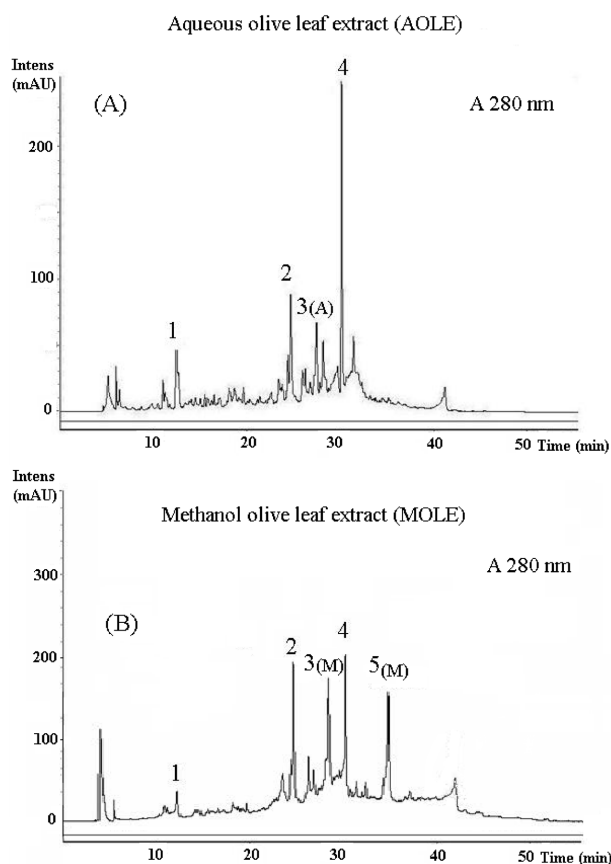 Aqueous olive leaf extract (AOLE)
Intens
(mAU)
4
(A)
A 280 nm
200
100
2
3(A)
1
0
10 20 30 40 50 Time (min)
Intens
(mAU)
Methanol olive leaf extract (MOLE)
A 280 nm
300
(B)
4
2
3(M)
5(M)
200
100
1
0
10 20 30 40 50 Time (min)